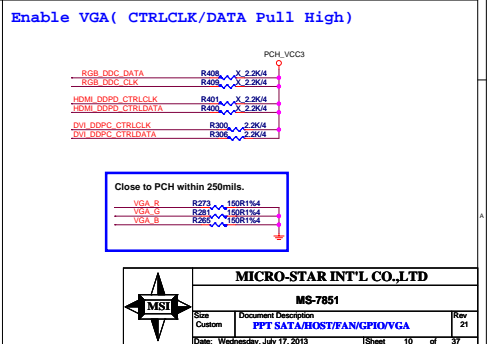 Enable VGA( CTRLCLK/DATA Pull High)
PCH_VCC3
RGB_DDC_DATA R408 X_2.2K/4
RGB_DDC_CLK R409 X_2.2K/4
HDMI_DDPD_CTRLCLK R401 X_2.2K/4
HDMI_DDPD_CTRLDATA R400 X_2.2K/4
DVI_DDPC_CTRLCLK R300 2.2K/4
DVI_DDPC_CTRLDATA R306 2.2K/4
Close to PCH within 250mils.
VGA_R R273 150R1%4
VGA_G R281 150R1%4
VGA_B R265 150R1%4
A
MSI
MICRO-STAR INT'L CO.,LTD
MS-7851
Size Document Description Rev
Custom PPT SATA/HOST/FAN/GPIO/VGA 21
Date: Wednesday, July 17, 2013 Sheet 10 of 37